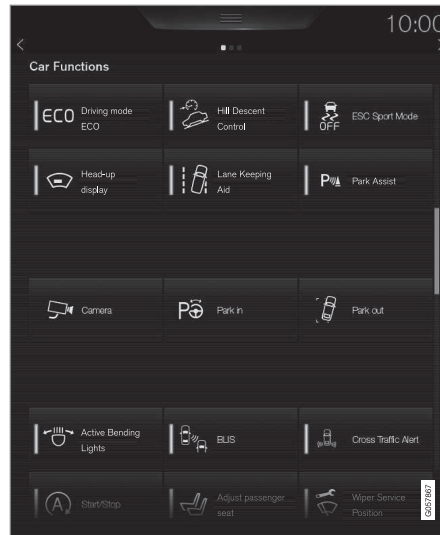 10:00
Car Functions
ECO Driving mode
ECO
Hill Descent
Control
OFF ESC Sport Mode
Head-up
display
Lane Keeping
Aid
P Park Assist
Camera
P Park in
Park out
Active Bending
Lights
BLIS
Cross Traffic Alert
A Start/Stop
Adjust passenger
seat
Wiper Service
Position
G057867